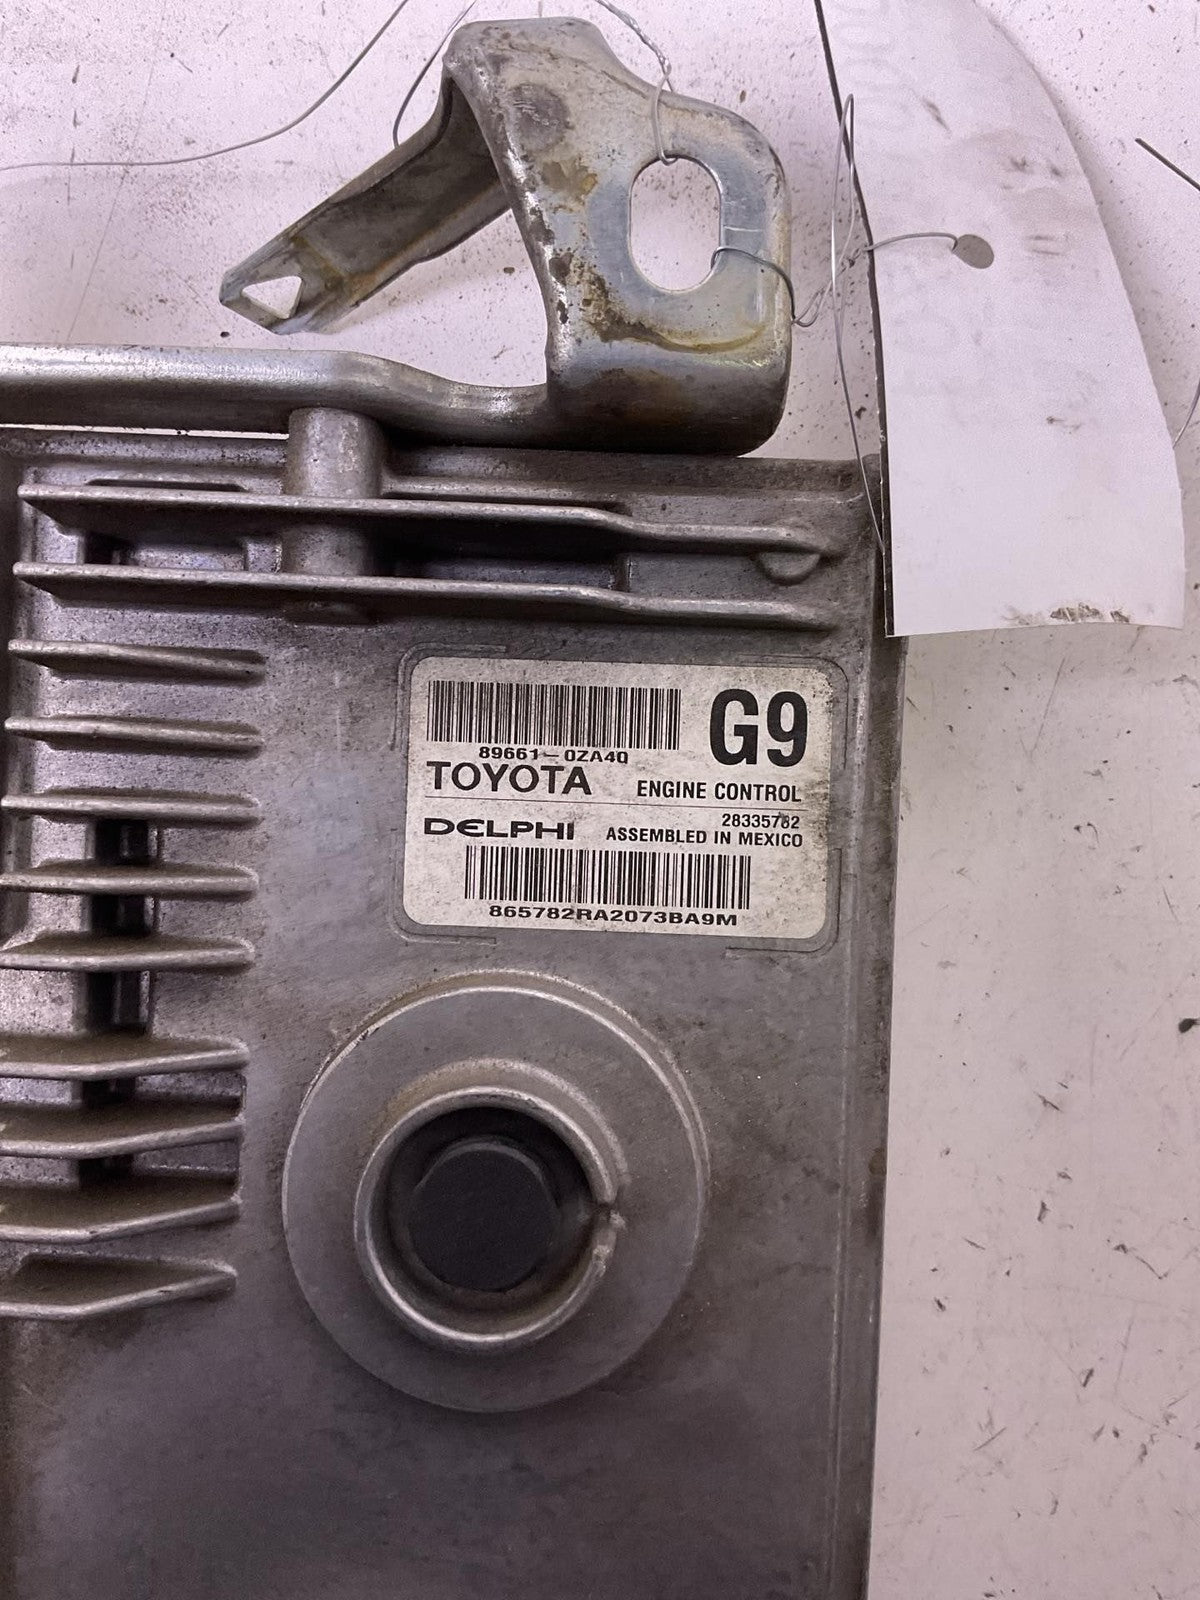 G9
89661-0ZA40
TOYOTA ENGINE CONTROL
28335782
DELPHI ASSEMBLED IN MEXICO
865782RA2073BA9M